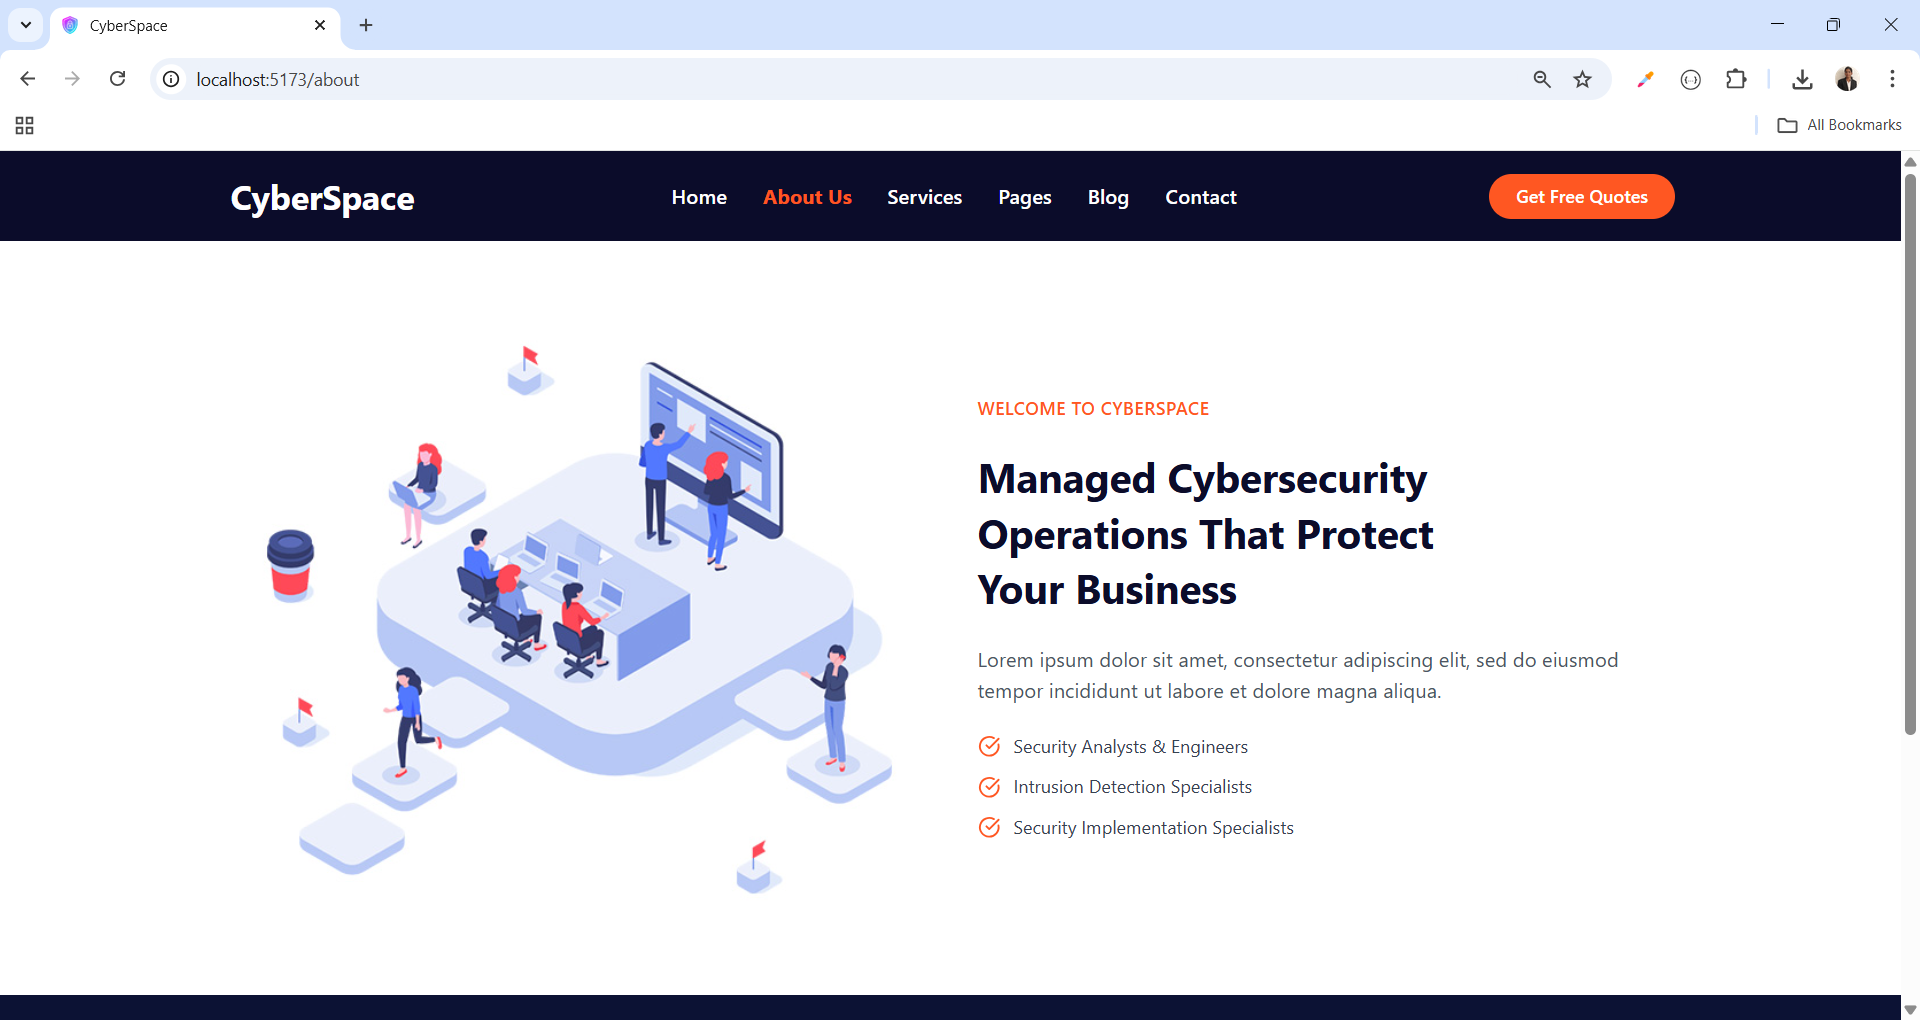 CyberSpace
localhost:5173/about
All Bookmarks
CyberSpace
Home About Us Services Pages Blog Contact
Get Free Quotes
WELCOME TO CYBERSPACE
Managed Cybersecurity
Operations That Protect
Your Business
Lorem ipsum dolor sit amet, consectetur adipiscing elit, sed do eiusmod
tempor incididunt ut labore et dolore magna aliqua.
Security Analysts & Engineers
Intrusion Detection Specialists
Security Implementation Specialists